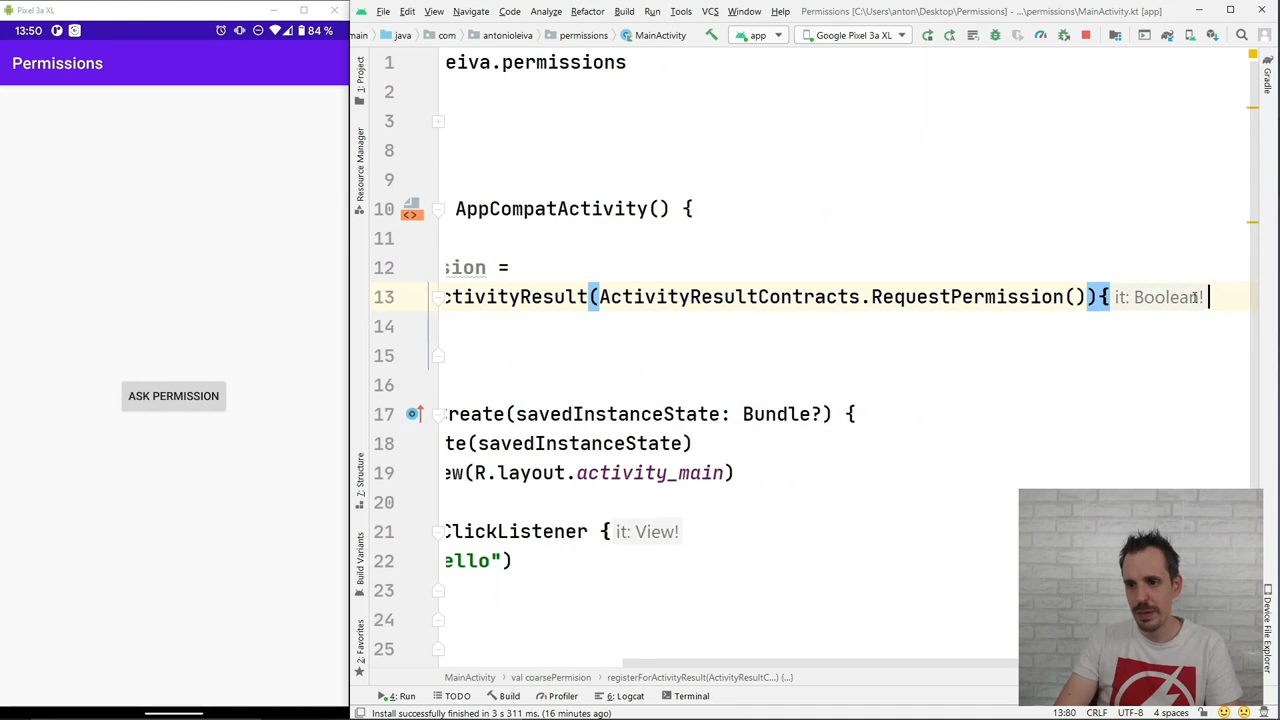 Pixel 3a XL
13:50
84 %
Permissions
ASK PERMISSION
File Edit View Navigate Code Analyze Refactor Build Run Tools VCS Window Help Permissions [C:\Users\anton\Desktop\Permissions - ...\permissions\MainActivity.kt [app]
main java com antonioleiva permissions MainActivity app Google Pixel 3a XL
1: Project
Resource Manager
7: Structure
Build Variants
2: Favorites
Gradle
Device File Explorer
1 eiva.permissions
2
3
8
9
10 AppCompatActivity() {
11
12 sion =
13 ctivityResult(ActivityResultContracts.RequestPermission()){ it: Boolean!
14
15
16
17 Create(savedInstanceState: Bundle?) {
18 te(savedInstanceState)
19 ew(R.layout.activity_main)
20
21 ClickListener { it: View!
22 ello")
23
24
25
MainActivity val coarsePermission registerForActivityResult(ActivityResultC...) {...}
4: Run TODO Build Profiler 6: Logcat Terminal
Install successfully finished in 3 s 311 ms. (16 minutes ago)
13:80 CRLF UTF-8 4 spaces